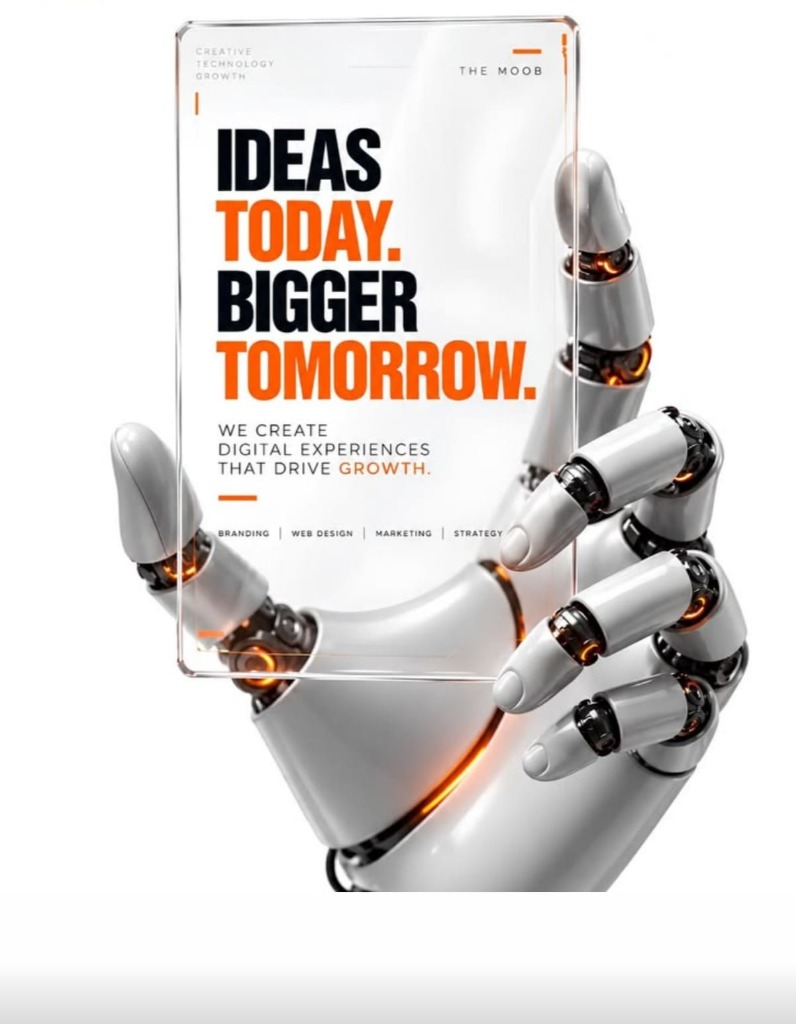 CREATIVE
TECHNOLOGY
GROWTH
THE MOOB
IDEAS
TODAY.
BIGGER
TOMORROW.
WE CREATE
DIGITAL EXPERIENCES
THAT DRIVE GROWTH.
BRANDING | WEB DESIGN | MARKETING | STRATEGY